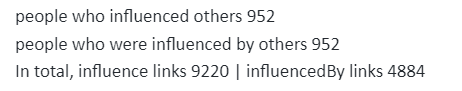 people who influenced others 952
people who were influenced by others 952
In total, influence links 9220 | influencedBy links 4884